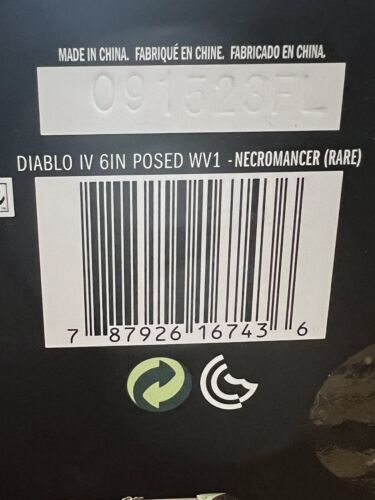 MADE IN CHINA. FABRIQUÉ EN CHINE. FABRICADO EN CHINA.
091523FL
DIABLO IV 6IN POSED WV1 - NECROMANCER (RARE)
7 87926 16743 6